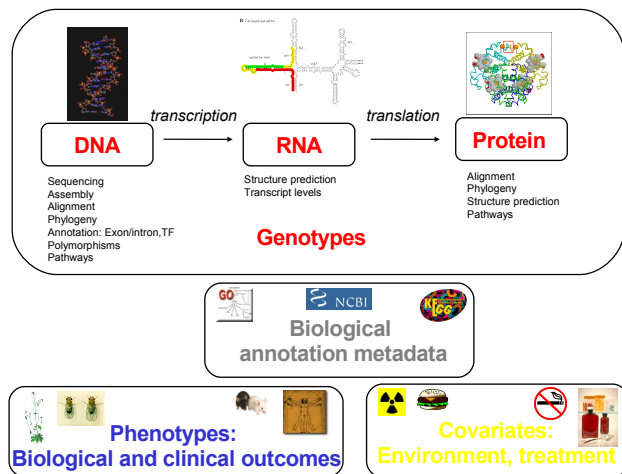 transcription
translation
DNA
RNA
Protein
Sequencing
Assembly
Alignment
Phylogeny
Annotation: Exon/intron,TF
Polymorphisms
Pathways
Structure prediction
Transcript levels
Alignment
Phylogeny
Structure prediction
Pathways
Genotypes
GO
NCBI
KEGG
Biological
annotation metadata
Phenotypes:
Biological and clinical outcomes
Covariates:
Environment, treatment